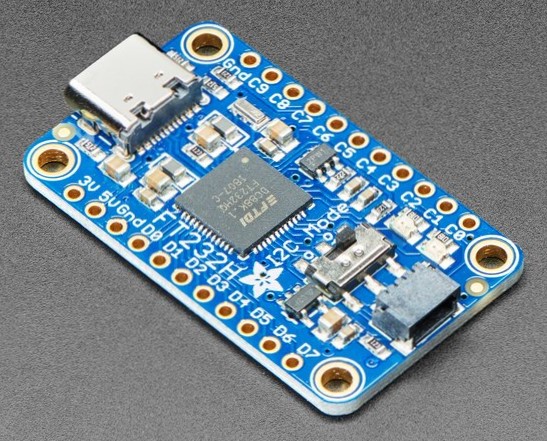 Gnd
C9
C8
C7
C6
C5
C4
C3
C2
C1
C0
FTDI
FT232HQ
3V
5V
Gnd
D0
D1
D2
D3
D4
D5
D6
D7
FT232H
I2C Mode